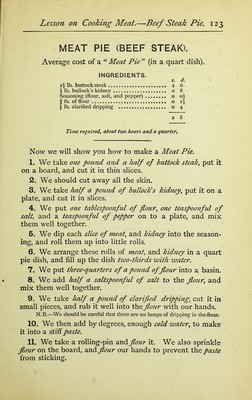 Lesson on Cooking Meat.—Beef Steak Pie. 123
MEAT PIE (BEEF STEAK).
Average cost of a "Meat Pie" (in a quart dish).
INGREDIENTS.
s. d.
1½ lb. buttock steak 1 6
½ lb. bullock's kidney 0 8
Seasoning (flour, salt, and pepper) 0 0½
¾ lb. of flour 0 1½
½ lb. clarified dripping 0 4
2 8
Time required, about two hours and a quarter.
Now we will show you how to make a Meat Pie.
1. We take one pound and a half of buttock steak, put it
on a board, and cut it in thin slices.
2. We should cut away all the skin.
3. We take half a pound of bullock's kidney, put it on a
plate, and cut it in slices.
4. We put one tablespoonful of flour, one teaspoonful of
salt, and a teaspoonful of pepper on to a plate, and mix
them well together.
5. We dip each slice of meat, and kidney into the season-
ing, and roll them up into little rolls.
6. We arrange these rolls of meat, and kidney in a quart
pie dish, and fill up the dish two-thirds with water.
7. We put three-quarters of a pound of flour into a basin.
8. We add half a saltspoonful of salt to the flour, and
mix them well together.
9. We take half a pound of clarified dripping, cut it in
small pieces, and rub it well into the flour with our hands.
N.B.—We should be careful that there are no lumps of dripping in the flour.
10. We then add by degrees, enough cold water, to make
it into a stiff paste.
11. We take a rolling-pin and flour it. We also sprinkle
flour on the board, and flour our hands to prevent the paste
from sticking.